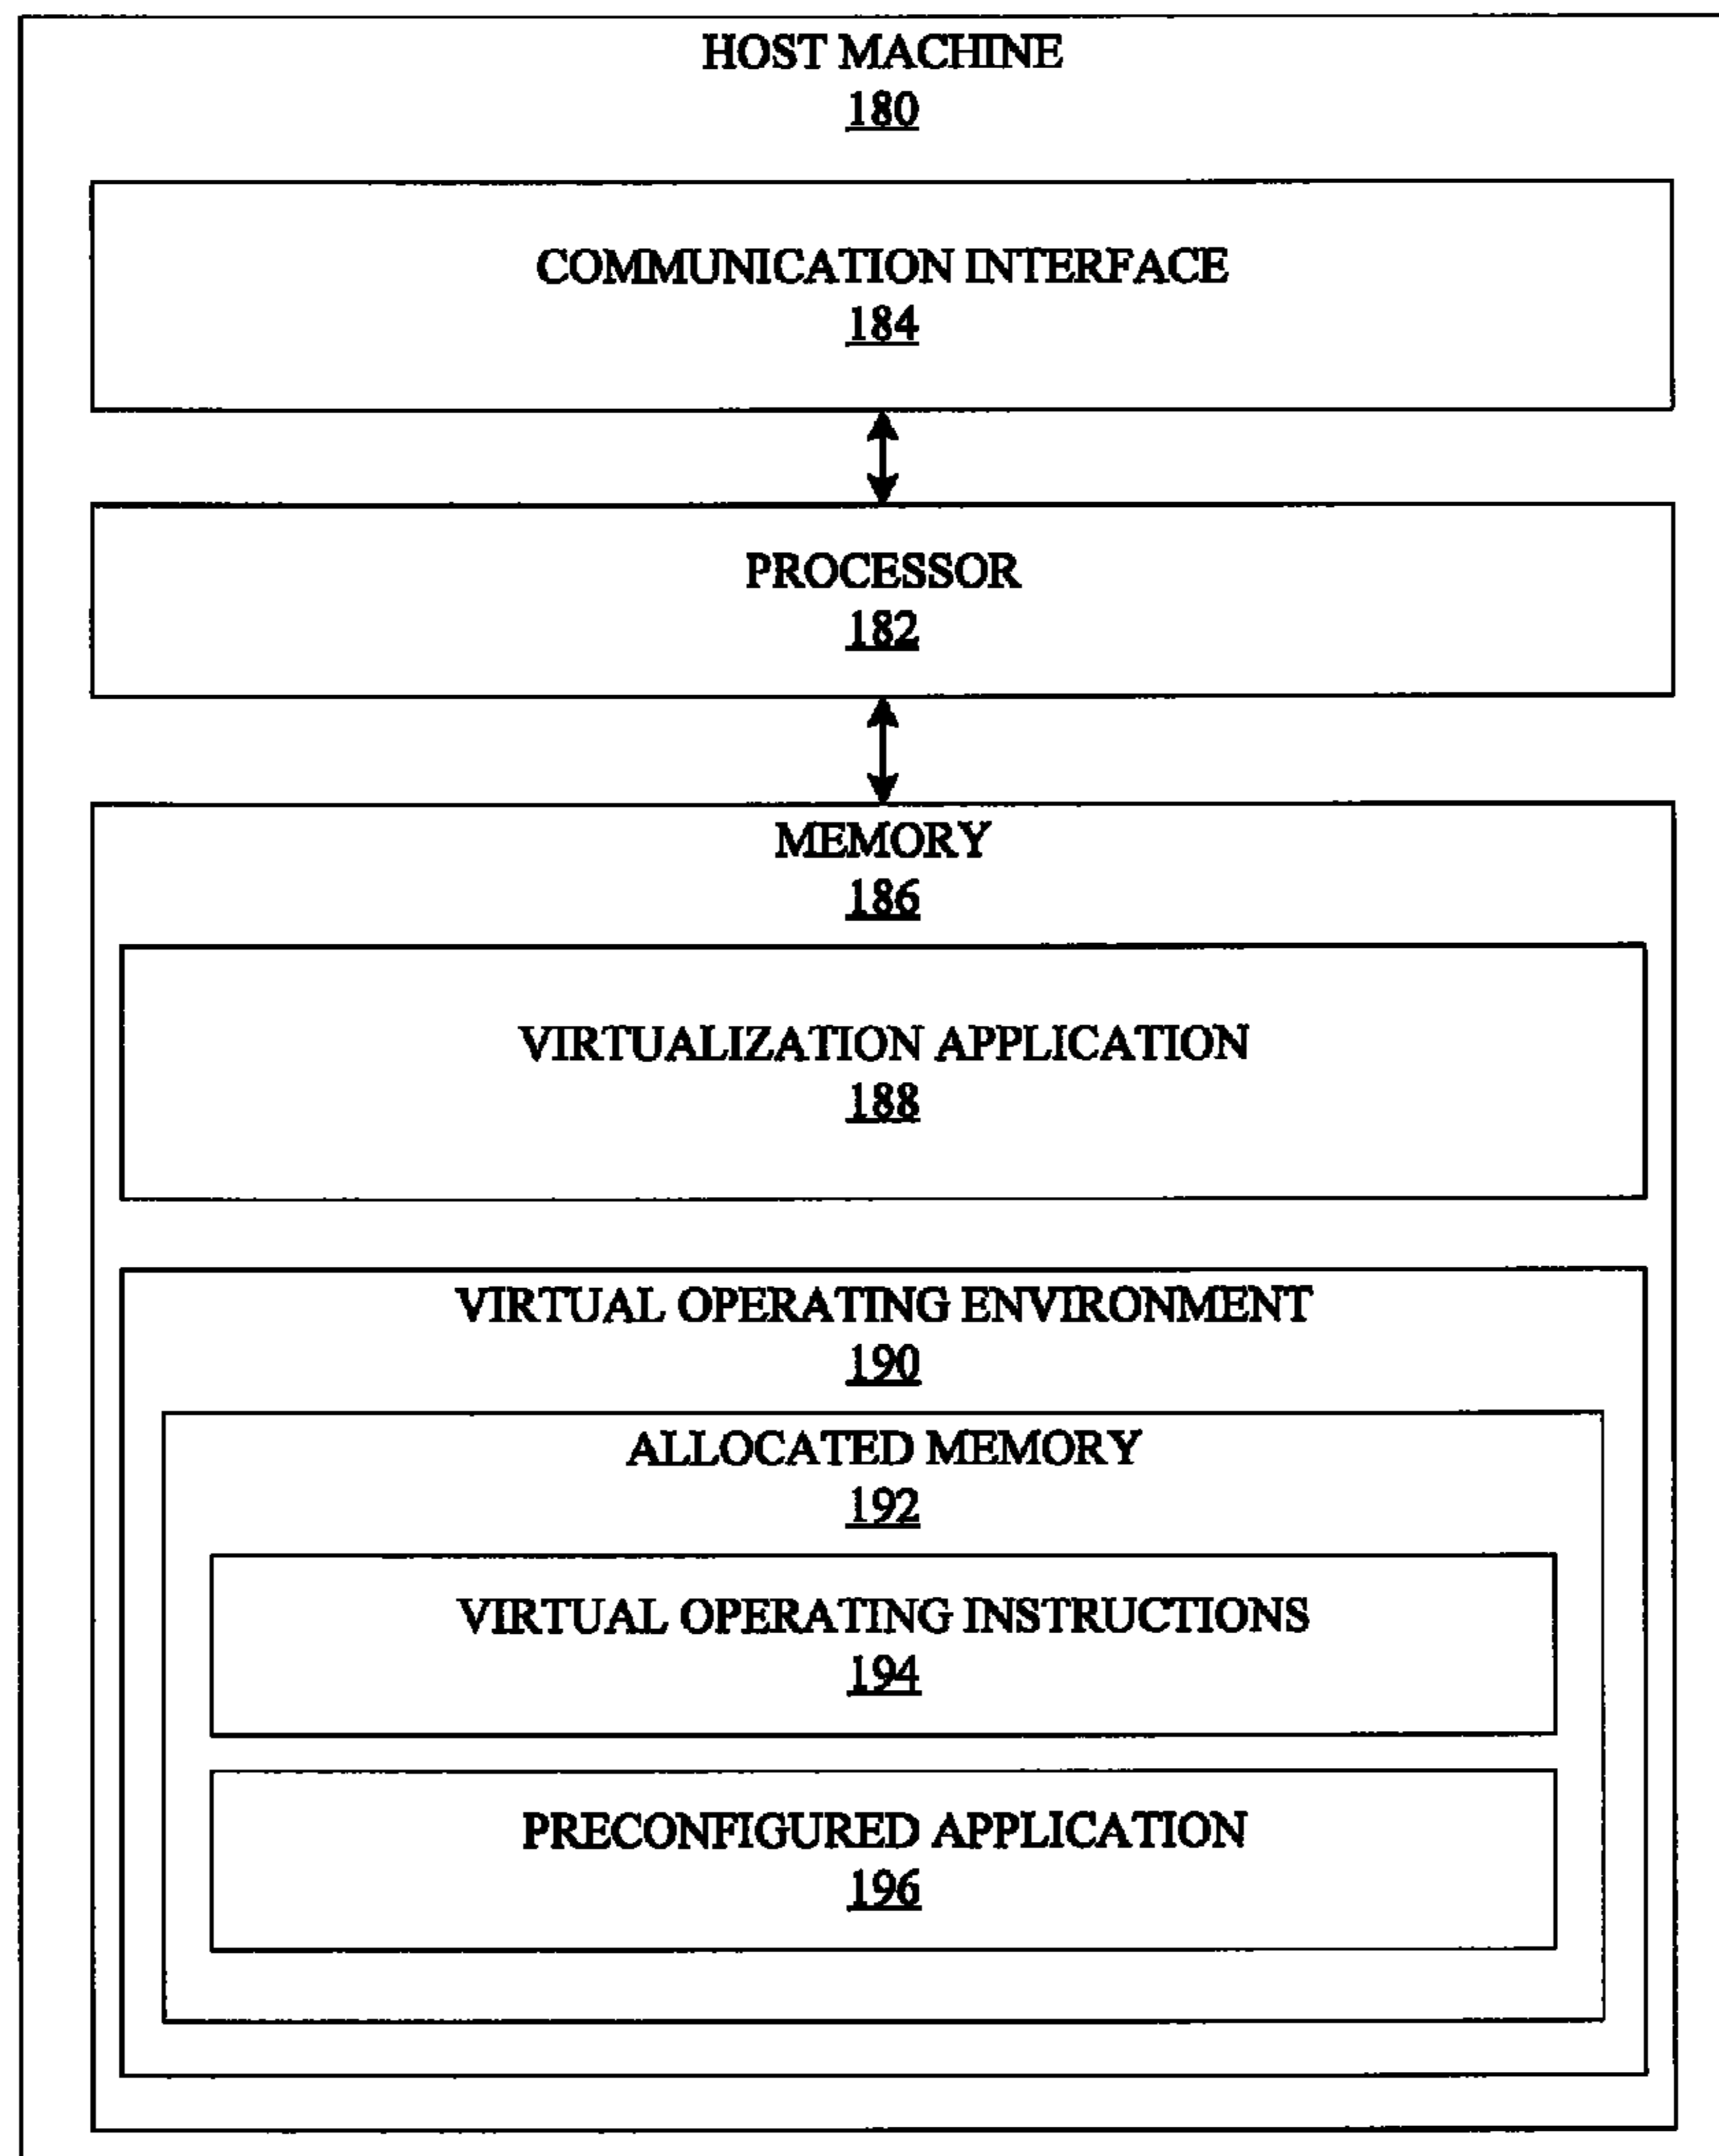 HOST MACHINE
180
COMMUNICATION INTERFACE
184
PROCESSOR
182
MEMORY
186
VIRTUALIZATION APPLICATION
188
VIRTUAL OPERATING ENVIRONMENT
190
ALLOCATED MEMORY
192
VIRTUAL OPERATING INSTRUCTIONS
194
PRECONFIGURED APPLICATION
196